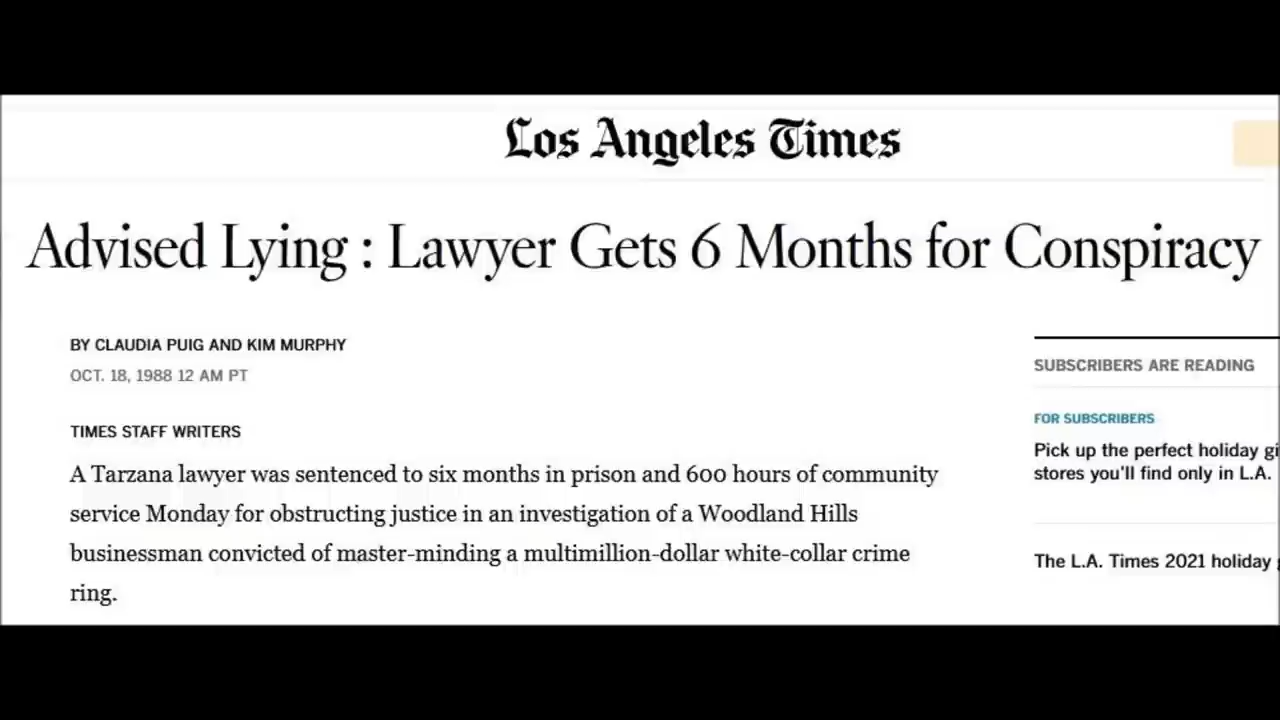 Los Angeles Times
Advised Lying : Lawyer Gets 6 Months for Conspiracy
BY CLAUDIA PUIG AND KIM MURPHY
OCT. 18, 1988 12 AM PT
TIMES STAFF WRITERS
A Tarzana lawyer was sentenced to six months in prison and 600 hours of community
service Monday for obstructing justice in an investigation of a Woodland Hills
businessman convicted of master-minding a multimillion-dollar white-collar crime
ring.
SUBSCRIBERS ARE READING
FOR SUBSCRIBERS
Pick up the perfect holiday gi
stores you'll find only in L.A.
The L.A. Times 2021 holiday